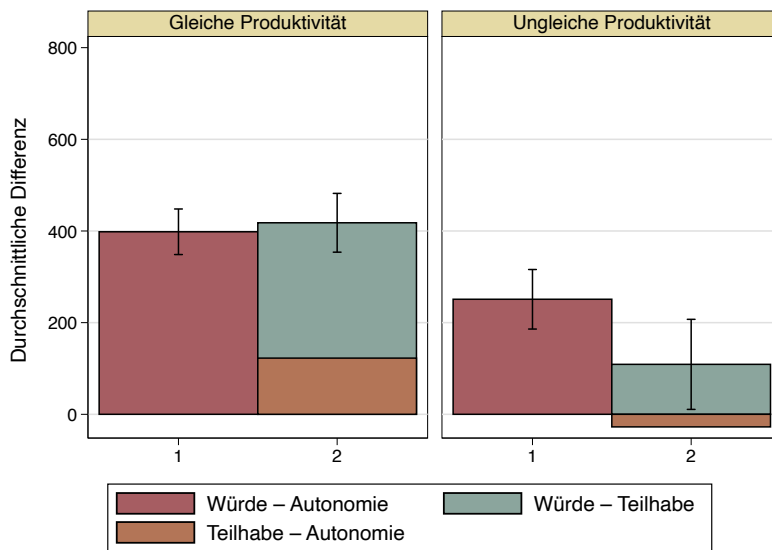 Gleiche Produktivität
Ungleiche Produktivität
Durchschnittliche Differenz
800
600
400
200
0
1
2
1
2
Würde – Autonomie
Würde – Teilhabe
Teilhabe – Autonomie